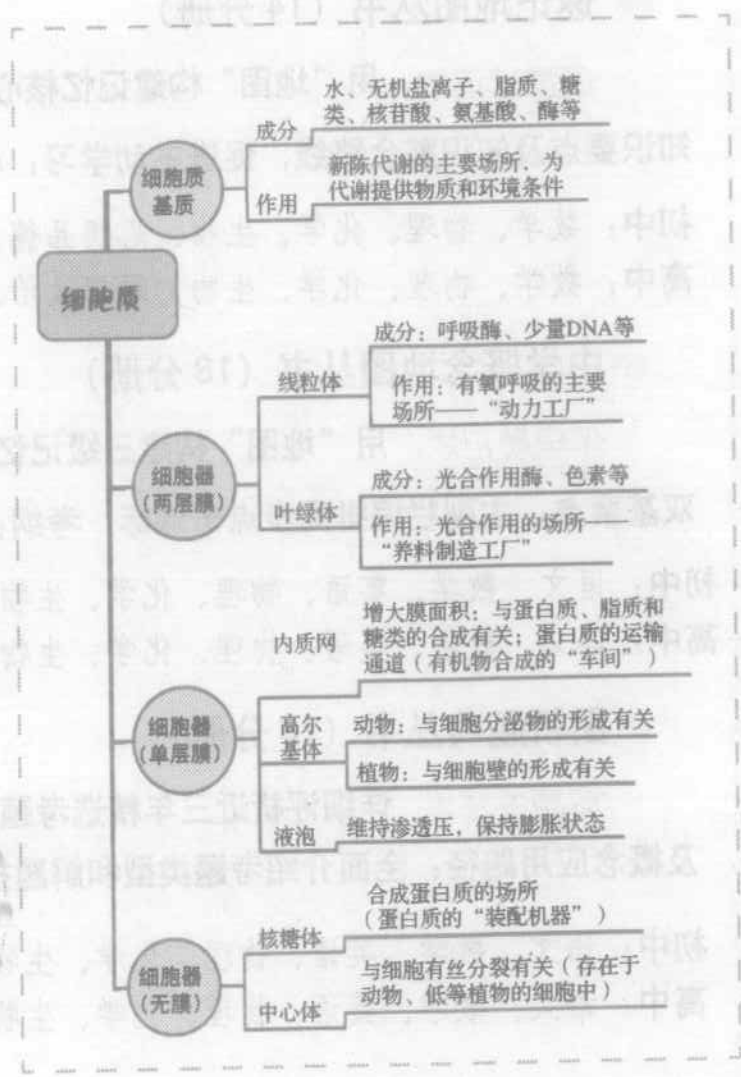 细胞质
细胞质
基质
成分
水、无机盐离子、脂质、糖
类、核苷酸、氨基酸、酶等
作用
新陈代谢的主要场所.为
代谢提供物质和环境条件
细胞器
(两层膜)
线粒体
成分：呼吸酶、少量DNA等
作用：有氧呼吸的主要
场所——“动力工厂”
叶绿体
成分：光合作用酶、色素等
作用：光合作用的场所—
“养料制造工厂”
细胞器
(单层膜)
内质网
增大膜面积；与蛋白质、脂质和
糖类的合成有关；蛋白质的运输
通道（有机物合成的“车间”）
高尔
基体
动物：与细胞分泌物的形成有关
植物：与细胞壁的形成有关
液泡
维持渗透压，保持膨胀状态
细胞器
(无膜)
核糖体
合成蛋白质的场所
（蛋白质的“装配机器”）
中心体
与细胞有丝分裂有关（存在于
动物、低等植物的细胞中）